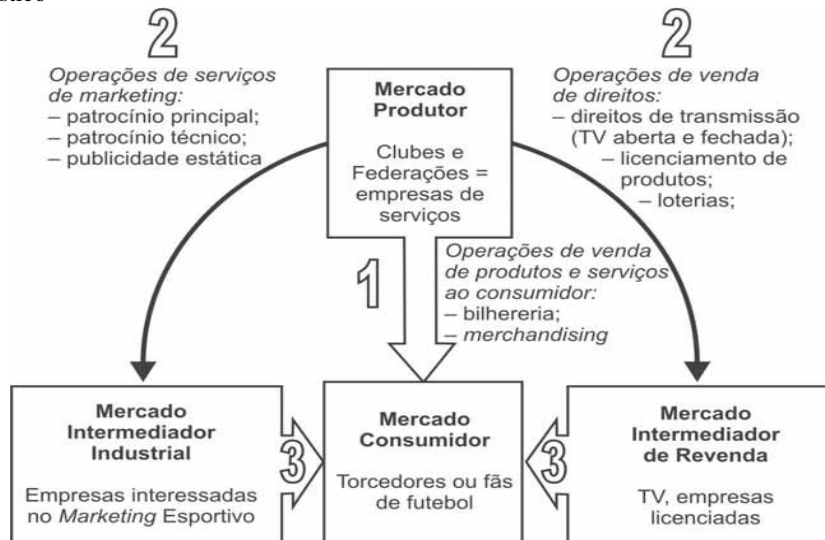 2
Operações de serviços
de marketing:
– patrocínio principal;
– patrocínio técnico;
– publicidade estática
Mercado
Produtor
Clubes e
Federações =
empresas de
serviços
2
Operações de venda
de direitos:
– direitos de transmissão
(TV aberta e fechada);
– licenciamento de
produtos;
– loterias;
1
Operações de venda
de produtos e serviços
ao consumidor:
– bilhereria;
– merchandising
Mercado
Intermediador
Industrial
Empresas interessadas
no Marketing Esportivo
3
Mercado
Consumidor
Torcedores ou fãs
de futebol
3
Mercado
Intermediador
de Revenda
TV, empresas
licenciadas